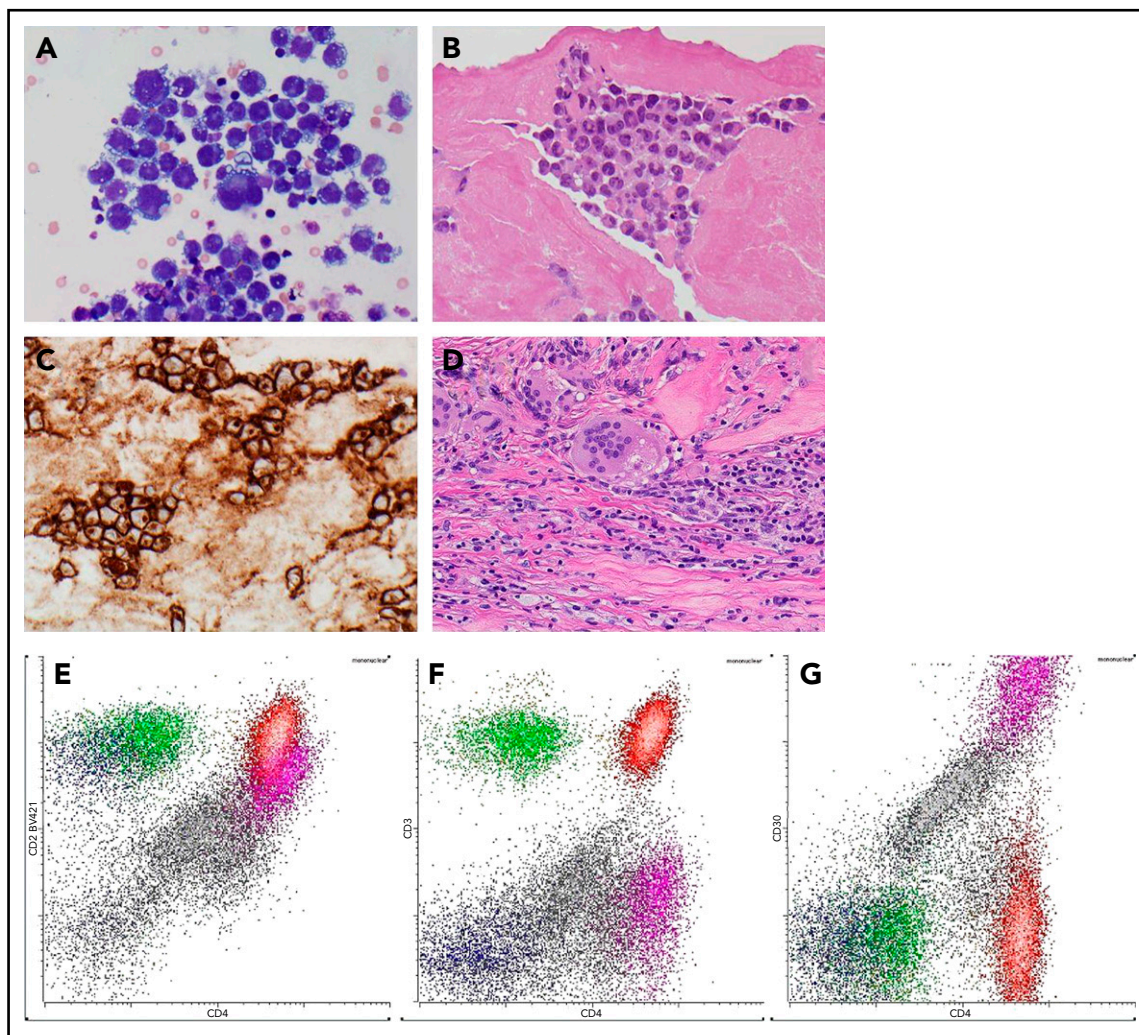 A
B
C
D
E
mononuclear
CD2 BV421
CD4
F
mononuclear
CD3
CD4
G
mononuclear
CD30
CD4